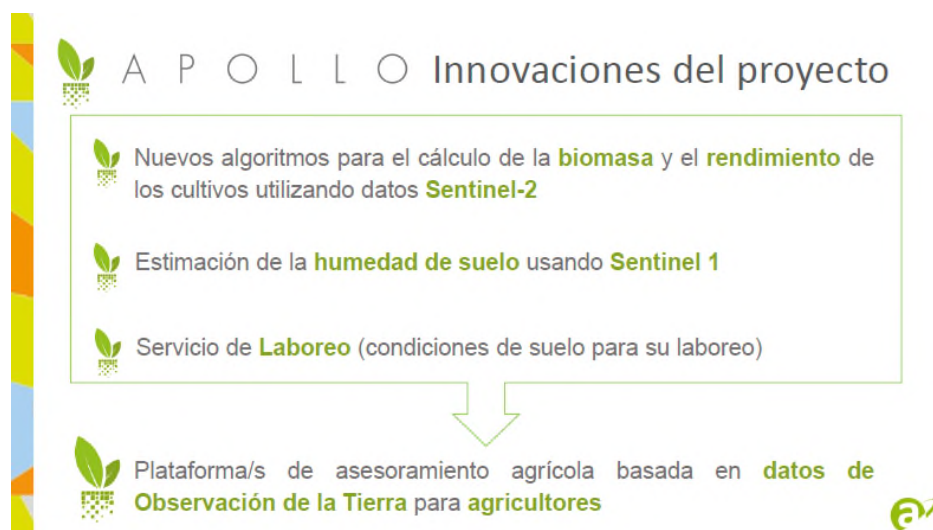 APOLLO Innovaciones del proyecto
Nuevos algoritmos para el cálculo de la biomasa y el rendimiento de
los cultivos utilizando datos Sentinel-2
Estimación de la humedad de suelo usando Sentinel 1
Servicio de Laboreo (condiciones de suelo para su laboreo)
Plataforma/s de asesoramiento agrícola basada en datos de
Observación de la Tierra para agricultores